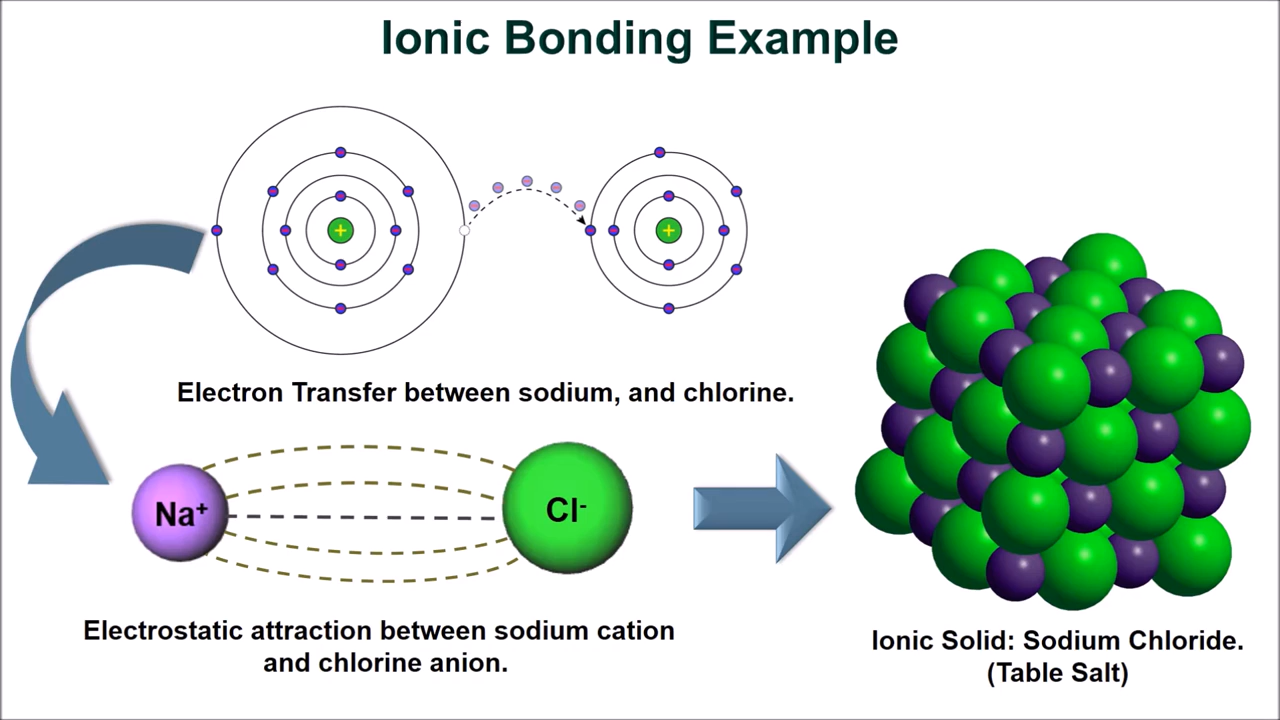 Ionic Bonding Example
+
+
Electron Transfer between sodium, and chlorine.
Na⁺
Cl⁻
Electrostatic attraction between sodium cation
and chlorine anion.
Ionic Solid: Sodium Chloride.
(Table Salt)